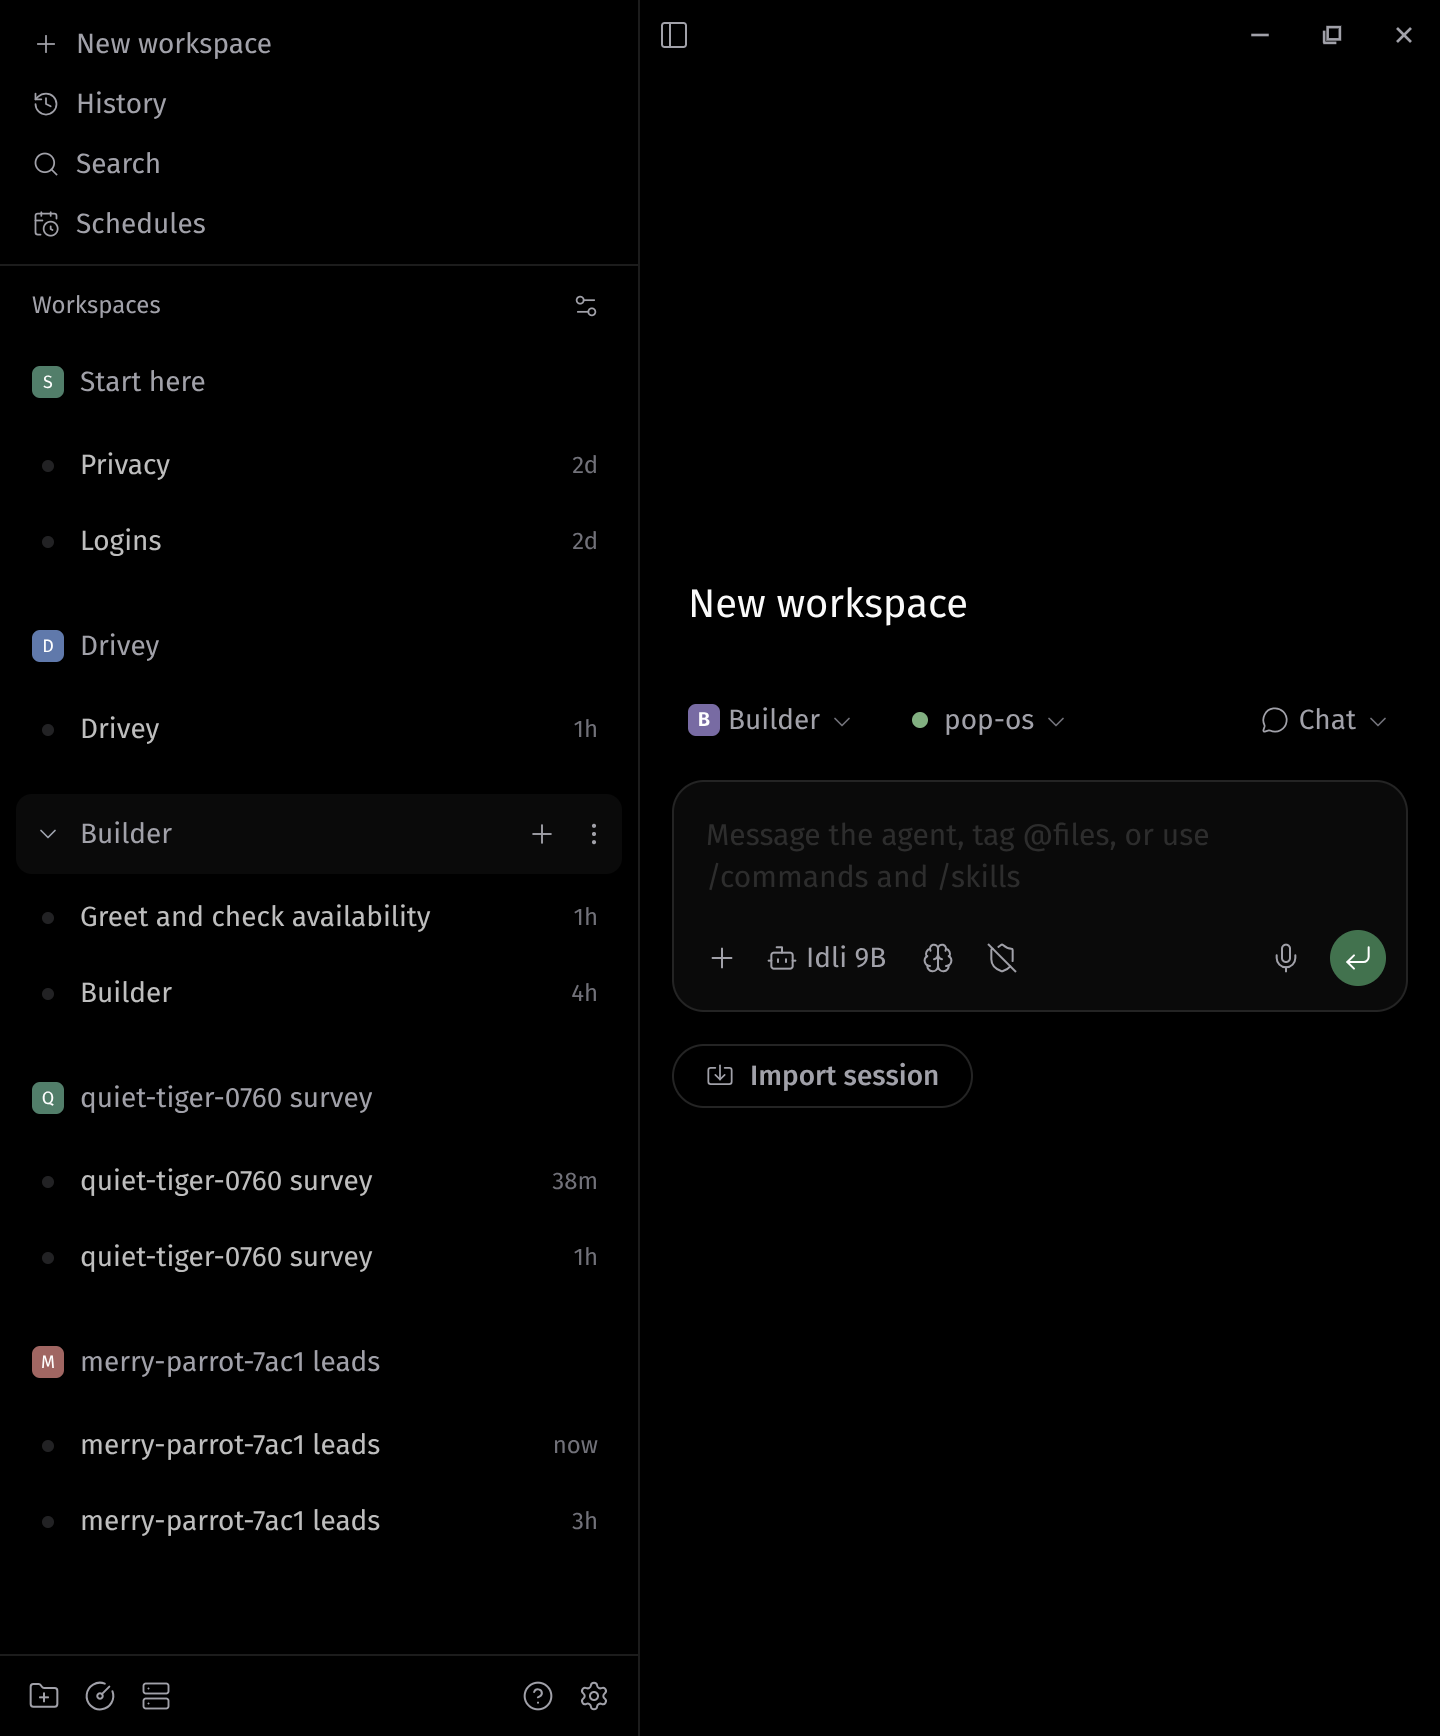 New workspace
History
Search
Schedules
Workspaces
S Start here
Privacy 2d
Logins 2d
D Drivey
Drivey 1h
Builder
Greet and check availability 1h
Builder 4h
Q quiet-tiger-0760 survey
quiet-tiger-0760 survey 38m
quiet-tiger-0760 survey 1h
M merry-parrot-7ac1 leads
merry-parrot-7ac1 leads now
merry-parrot-7ac1 leads 3h
New workspace
B Builder pop-os Chat
Message the agent, tag @files, or use
/commands and /skills
Idli 9B
Import session